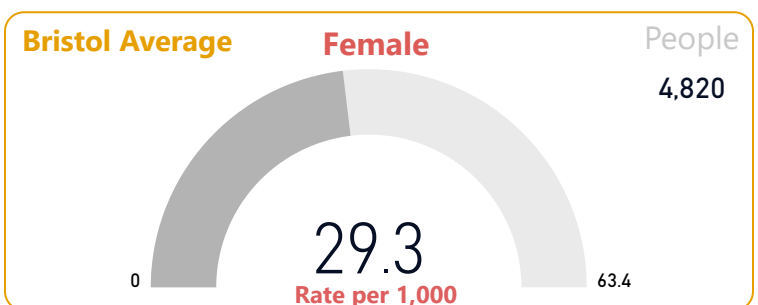 Bristol Average
Female
People
4,820
29.3
0
63.4
Rate per 1,000